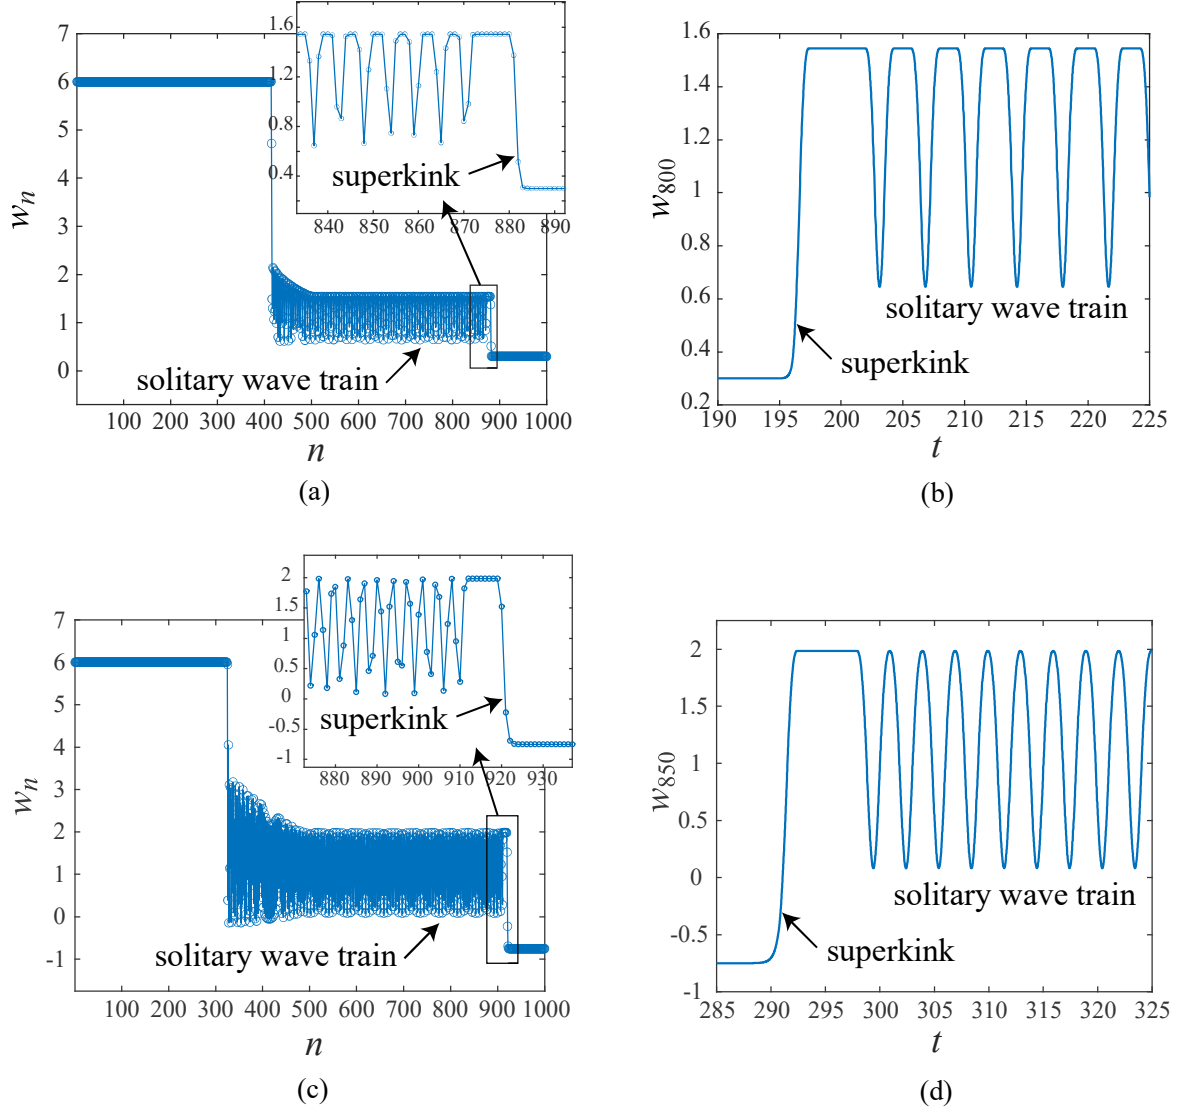 7
6
5
4
3
2
1
0
w_n
100 200 300 400 500 600 700 800 900 1000
n
1.6
1.2
0.8
0.4
840 850 860 870 880 890
superkink
solitary wave train
(a)
1.6
1.4
1.2
1
0.8
0.6
0.4
0.2
w_800
190 195 200 205 210 215 220 225
t
solitary wave train
superkink
(b)
7
6
5
4
3
2
1
0
-1
w_n
100 200 300 400 500 600 700 800 900 1000
n
2
1.5
1
0.5
0
-0.5
-1
880 890 900 910 920 930
superkink
solitary wave train
(c)
2
1.5
1
0.5
0
-0.5
-1
w_850
285 290 295 300 305 310 315 320 325
t
solitary wave train
superkink
(d)